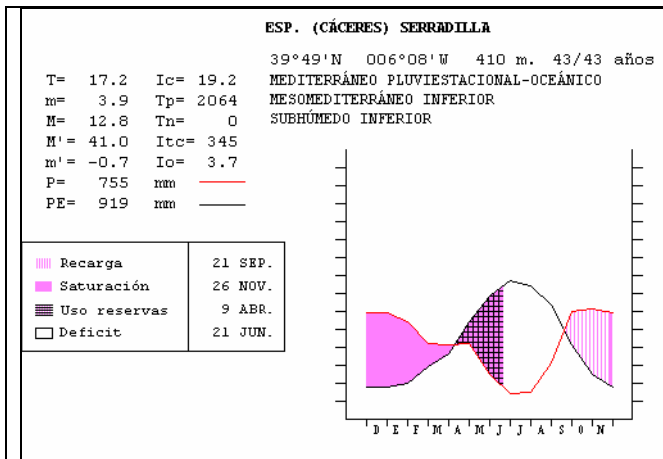 ESP. (CÁCERES) SERRADILLA
39°49'N 006°08'W 410 m. 43/43 años
MEDITERRÁNEO PLUVIESTACIONAL-OCEÁNICO
MESOMEDITERRÁNEO INFERIOR
SUBHÚMEDO INFERIOR
T= 17.2 Ic= 19.2
m= 3.9 Tp= 2064
M= 12.8 Tn= 0
M'= 41.0 Itc= 345
m'= -0.7 Io= 3.7
P= 755 mm
PE= 919 mm
Recarga 21 SEP.
Saturación 26 NOV.
Uso reservas 9 ABR.
Deficit 21 JUN.
D E F M A M J J A S O N